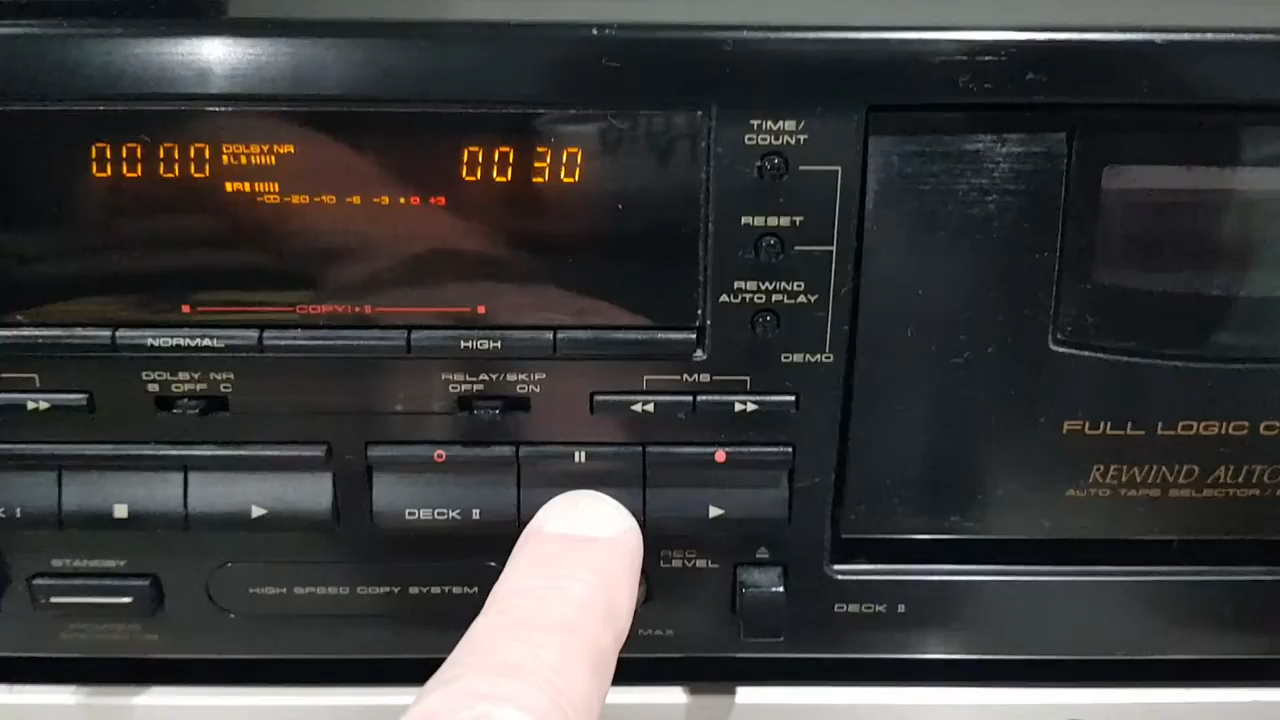 0000
DOLBY NR
L
R
-∞ -20 -10 -6 -3 • 0 +3
0030
COPY I▸II
NORMAL
HIGH
TIME/
COUNT
RESET
REWIND
AUTO PLAY
DEMO
DOLBY NR
B OFF C
RELAY/SKIP
OFF ON
MS
DECK II
STANDBY
HIGH SPEED COPY SYSTEM
REC
LEVEL
MAX
FULL LOGIC C
REWIND AUTO
AUTO TAPE SELECTOR /
DECK II